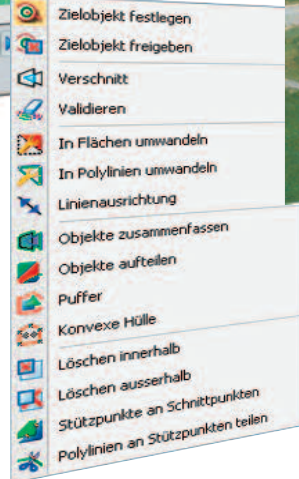 Zielobjekt festlegen
Zielobjekt freigeben
Verschnitt
Validieren
In Flächen umwandeln
In Polylinien umwandeln
Linienausrichtung
Objekte zusammenfassen
Objekte aufteilen
Puffer
Konvexe Hülle
Löschen innerhalb
Löschen ausserhalb
Stützpunkte an Schnittpunkten
Polylinien an Stützpunkten teilen